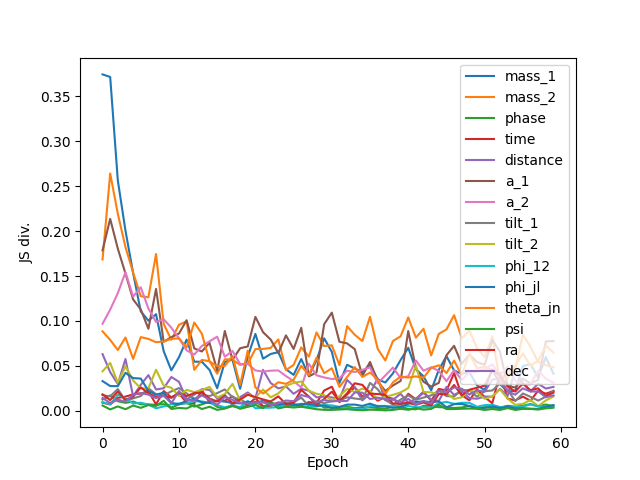 JS div.
0.35
0.30
0.25
0.20
0.15
0.10
0.05
0.00
0
10
20
30
40
50
60
Epoch
mass_1
mass_2
phase
time
distance
a_1
a_2
tilt_1
tilt_2
phi_12
phi_jl
theta_jn
psi
ra
dec